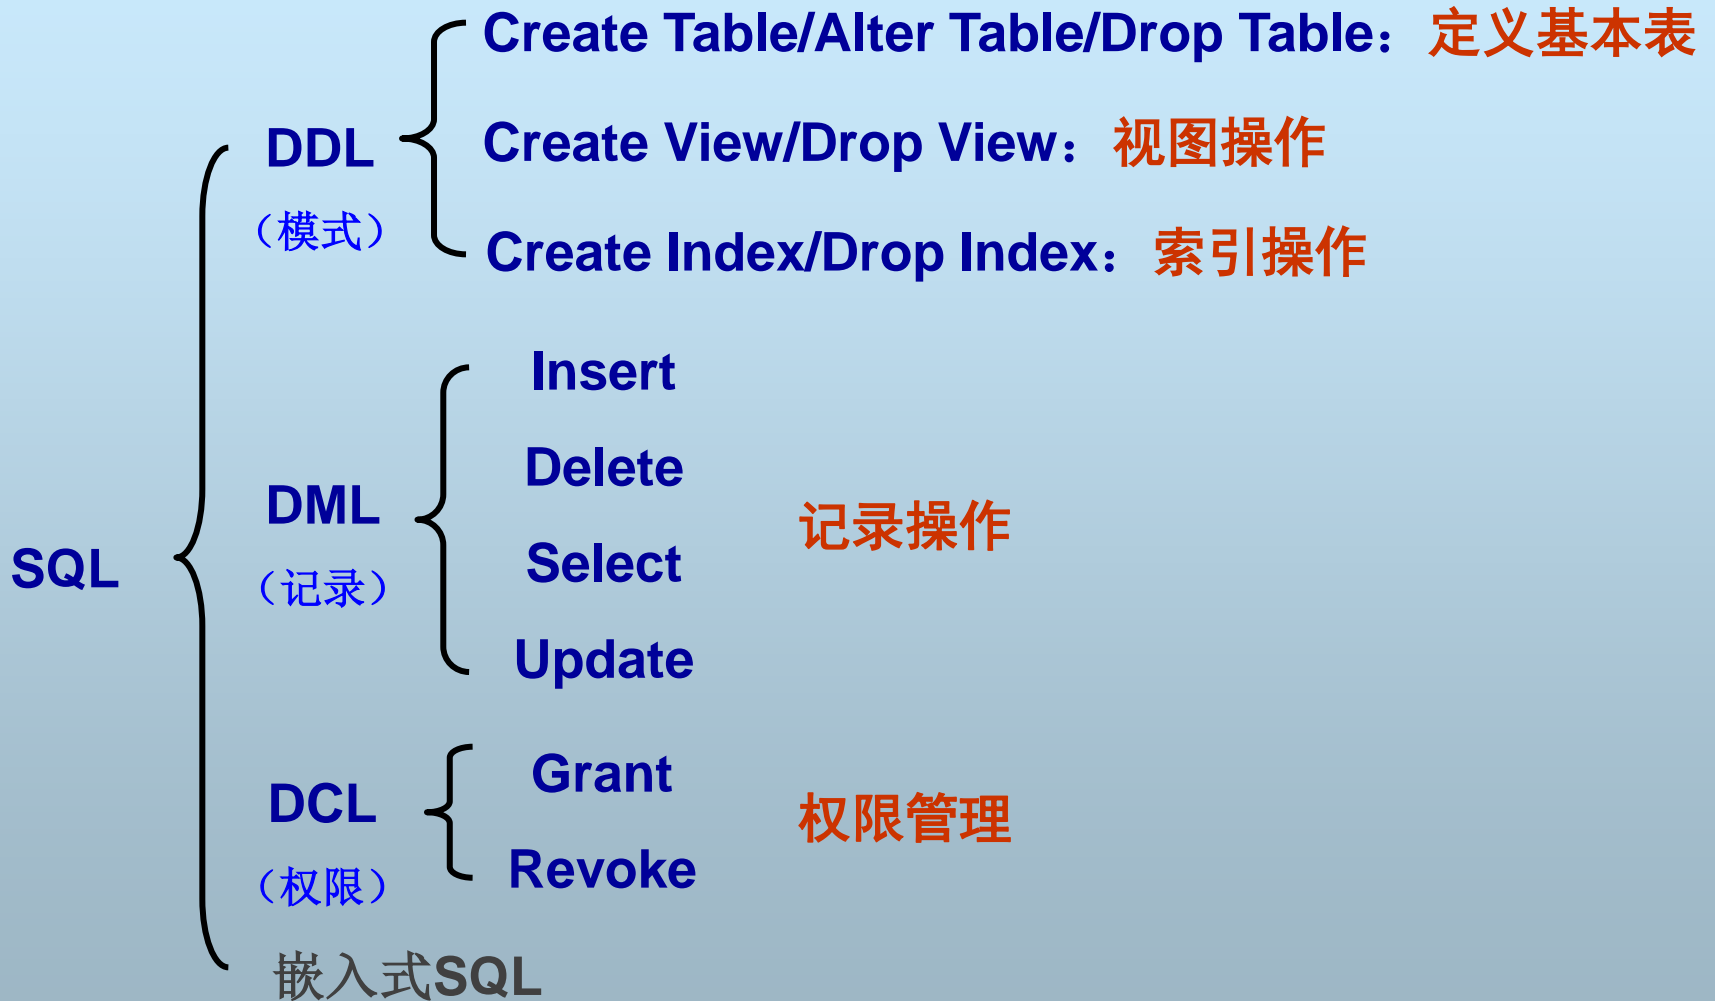 Create Table/Alter Table/Drop Table：定义基本表
DDL
Create View/Drop View：视图操作
（模式）
Create Index/Drop Index：索引操作
Insert
Delete
DML
记录操作
SQL
Select
（记录）
Update
Grant
DCL
权限管理
Revoke
（权限）
嵌入式SQL